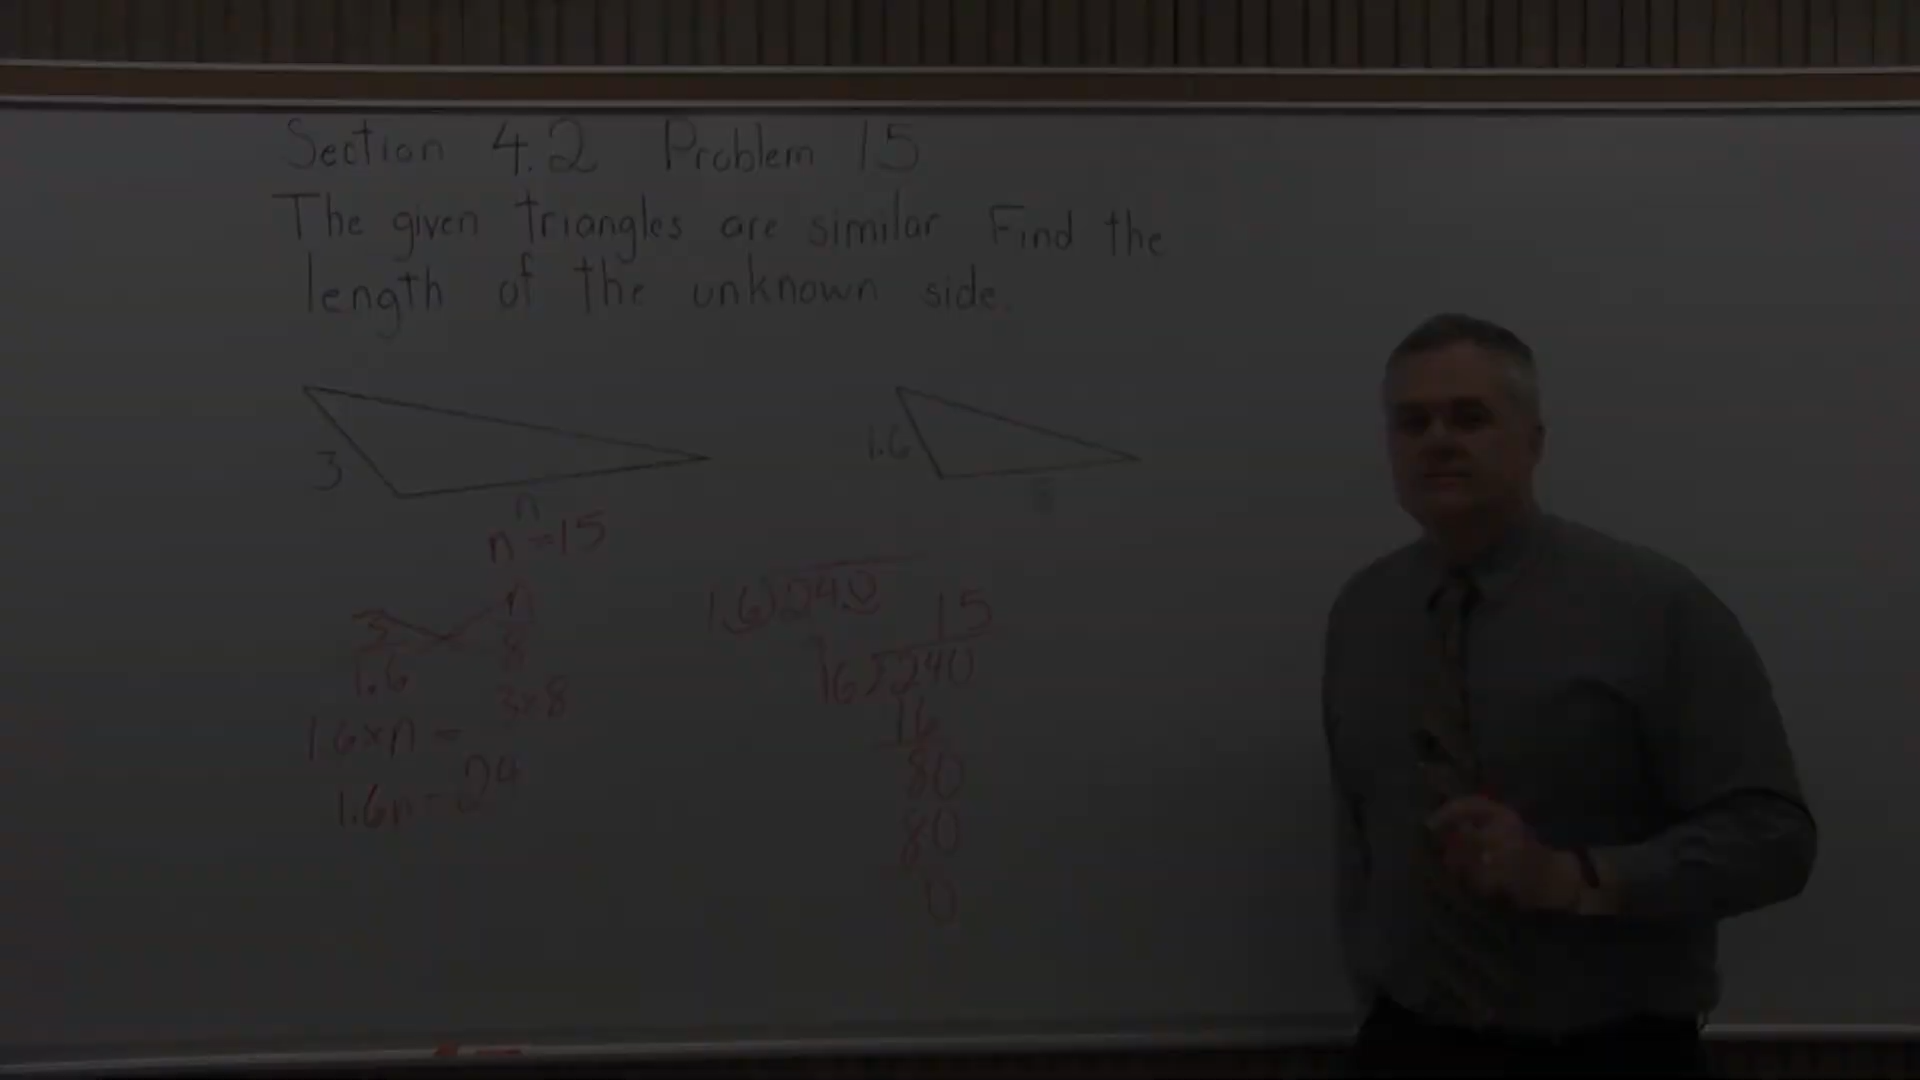 Section 4.2 Problem 15
The given triangles are similar Find the
length of the unknown side.
3
n
1.6
8
n = 15
3 n
1.6 8
3×8
1.6×n =
1.6n = 24
1.6)24.0
15
16)240
16
80
80
0